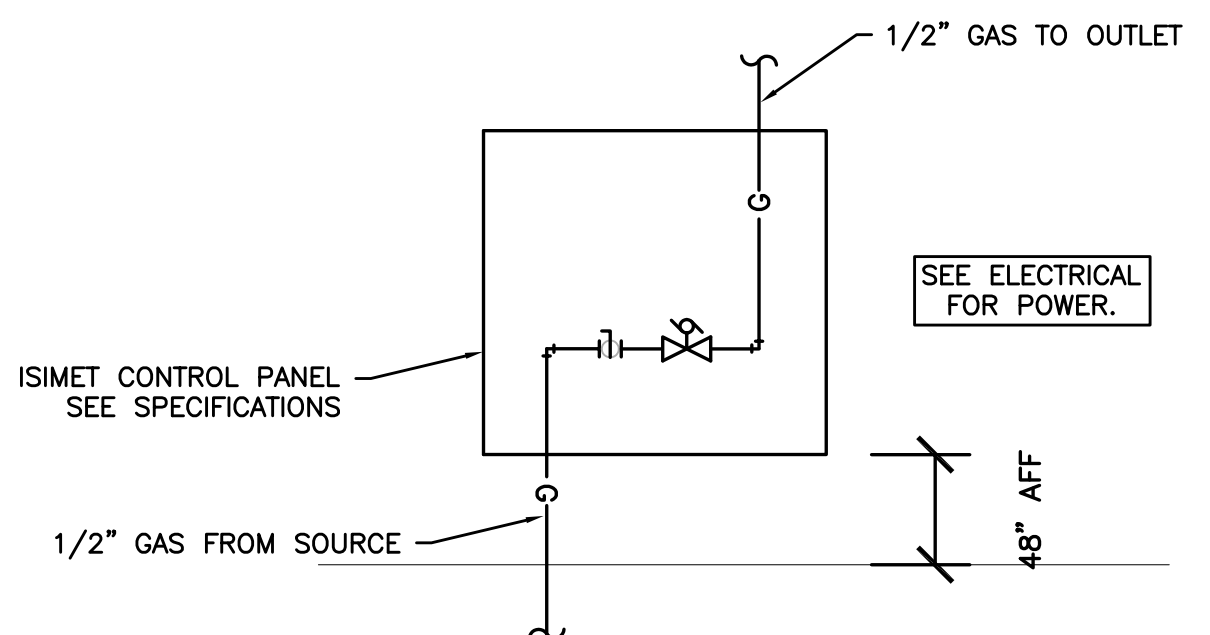 1/2” GAS TO OUTLET
G
SEE ELECTRICAL
FOR POWER.
ISIMET CONTROL PANEL
SEE SPECIFICATIONS
48” AFF
G
1/2” GAS FROM SOURCE